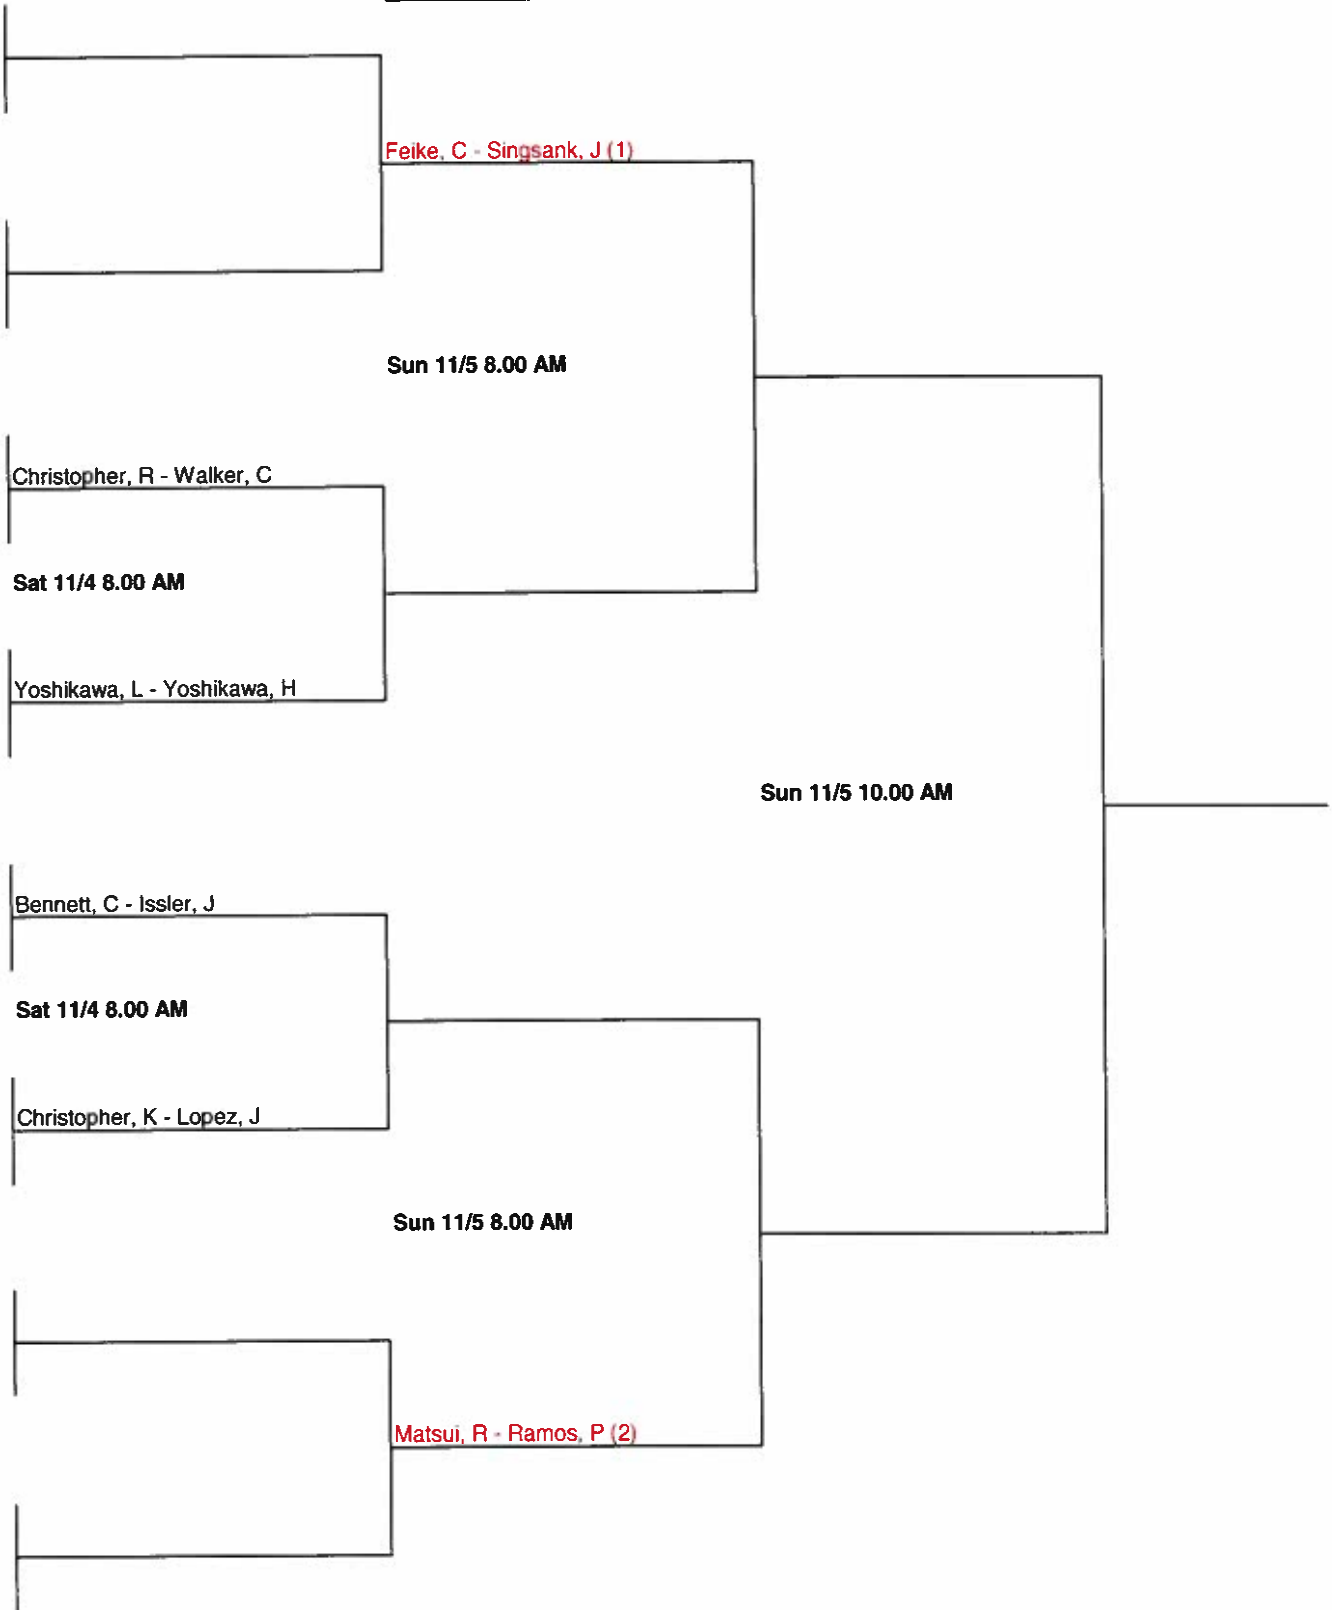 Feike, C - Singsank, J (1)
Sun 11/5 8.00 AM
Christopher, R - Walker, C
Sat 11/4 8.00 AM
Yoshikawa, L - Yoshikawa, H
Sun 11/5 10.00 AM
Bennett, C - Issler, J
Sat 11/4 8.00 AM
Christopher, K - Lopez, J
Sun 11/5 8.00 AM
Matsui, R - Ramos, P (2)